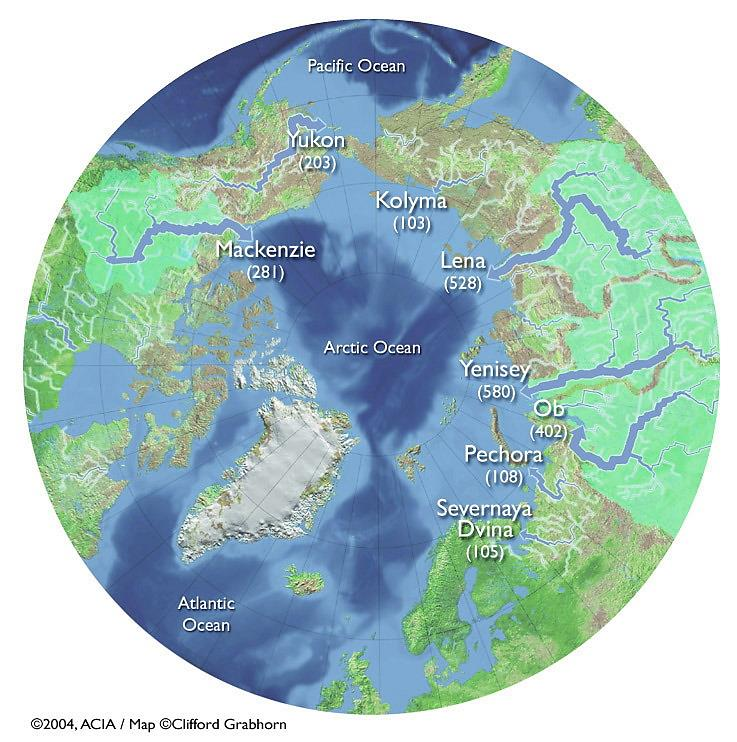 Pacific Ocean
Yukon
(203)
Kolyma
(103)
Mackenzie
(281)
Lena
(528)
Arctic Ocean
Yenisey
(580)
Ob
(402)
Pechora
(108)
Severnaya
Dvina
(105)
Atlantic
Ocean
©2004, ACIA / Map ©Clifford Grabhorn